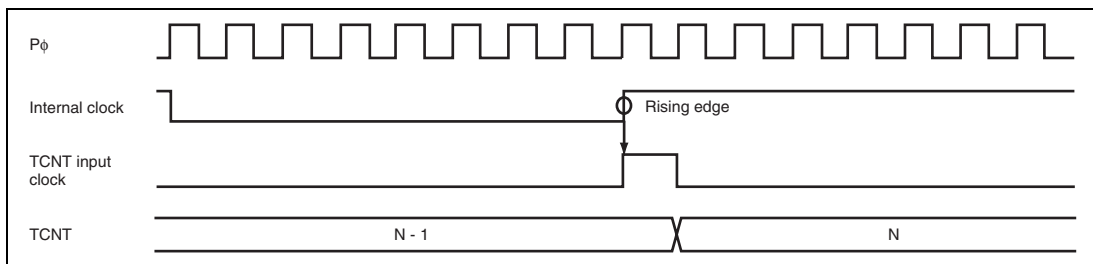 Pϕ
Internal clock
Rising edge
TCNT input
clock
TCNT
N - 1
N